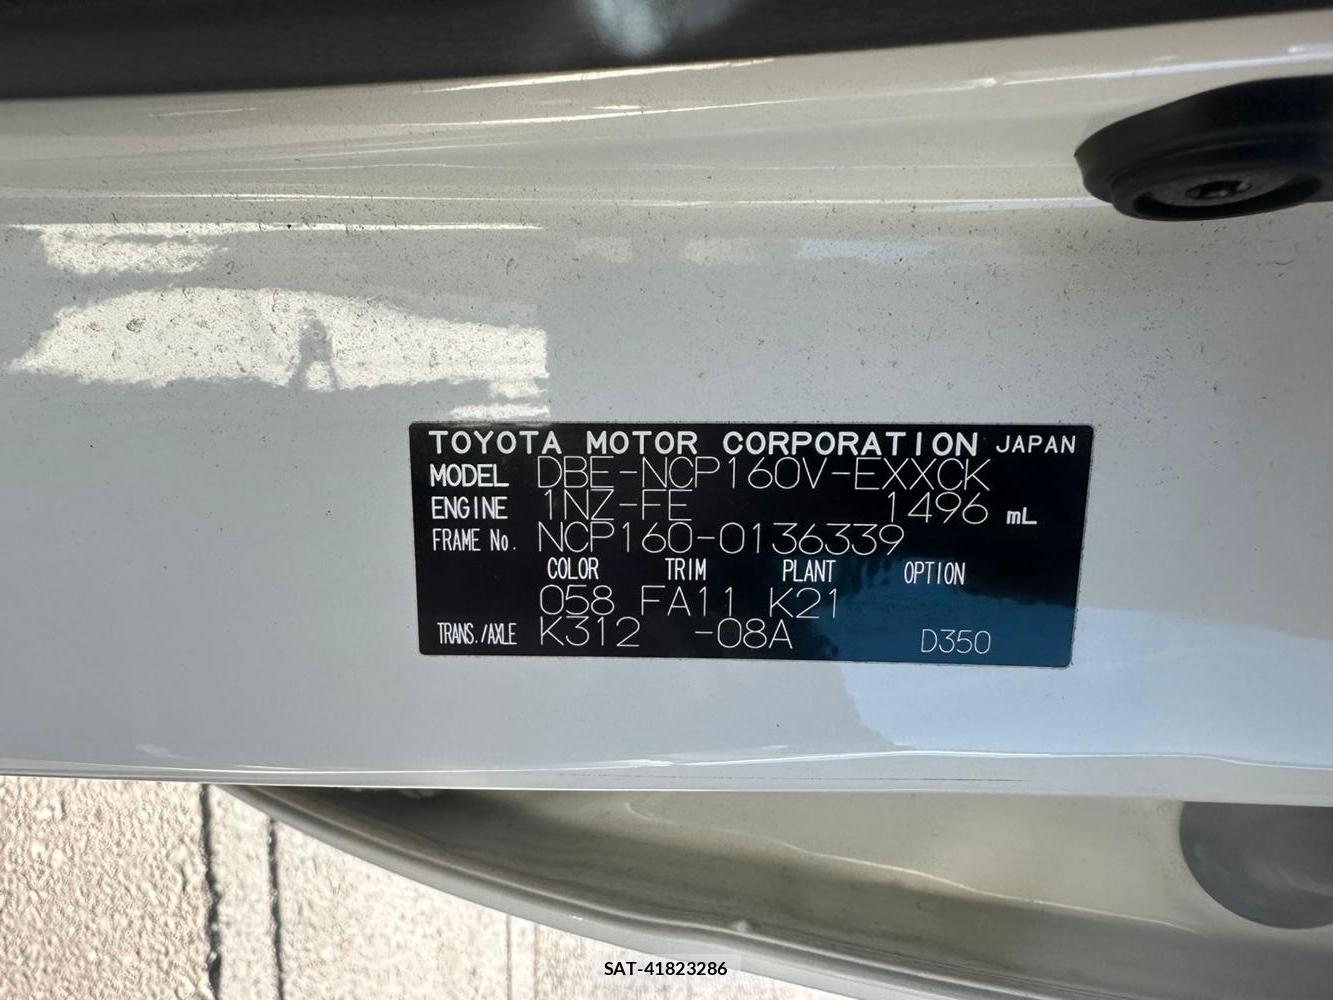 TOYOTA MOTOR CORPORATION JAPAN
MODEL DBE-NCP160V-EXXCK
ENGINE 1NZ-FE 1496 mL
FRAME No. NCP160-0136339
COLOR TRIM PLANT OPTION
058 FA11 K21
TRANS./AXLE K312 -08A D350
SAT-41823286